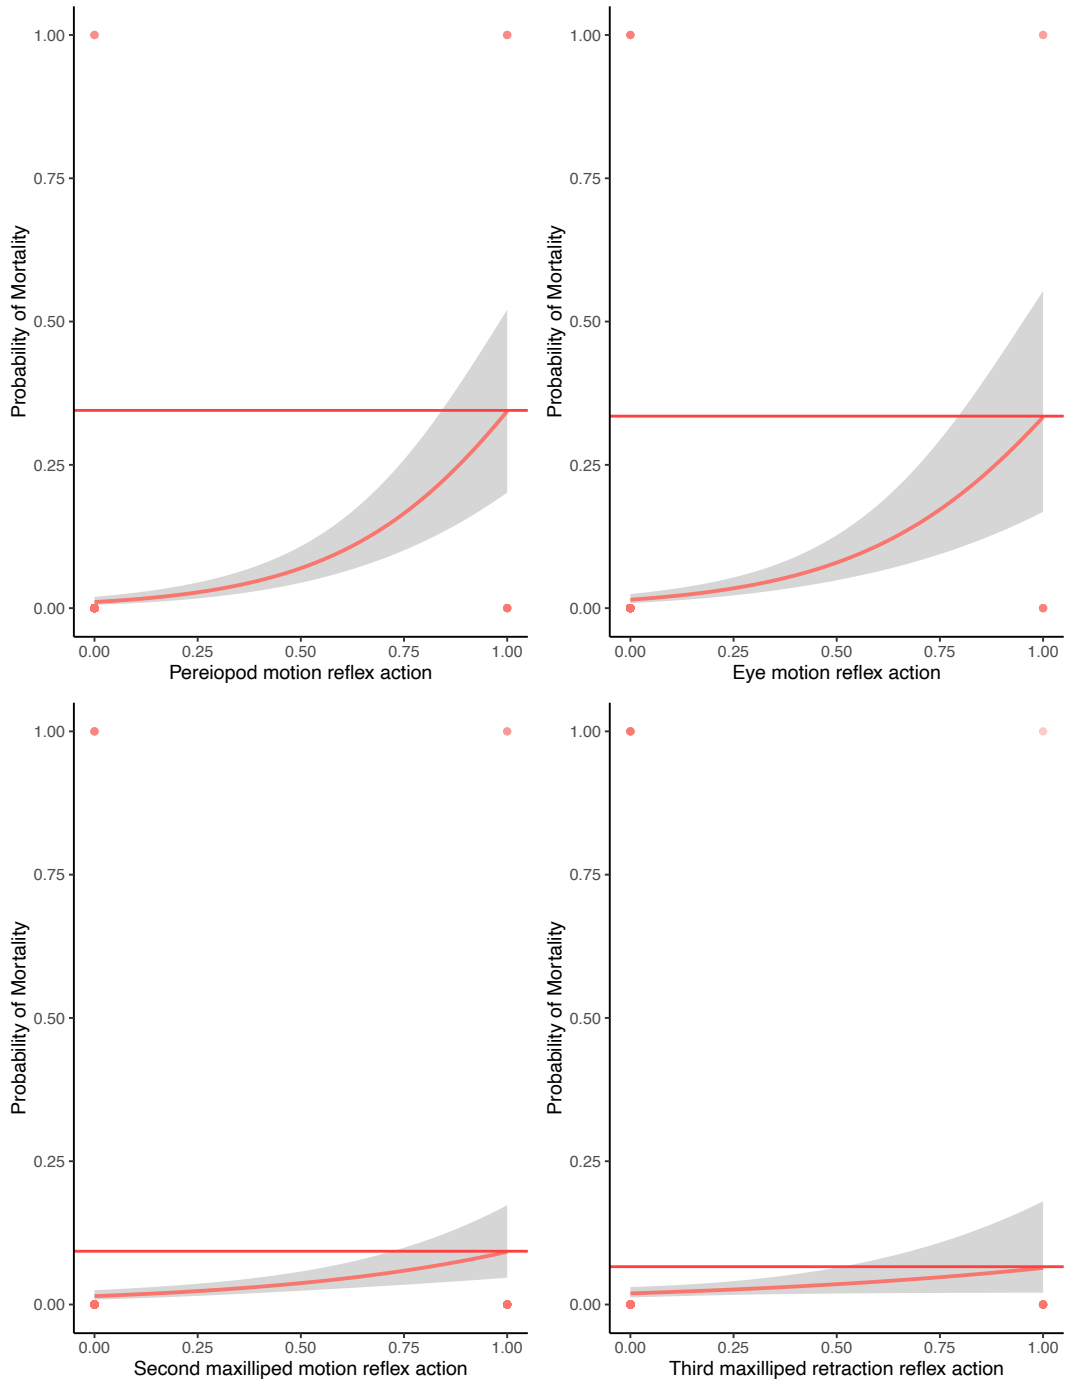 Probability of Mortality
1.00
0.75
0.50
0.25
0.00
0.00 0.25 0.50 0.75 1.00
Pereiopod motion reflex action
Probability of Mortality
1.00
0.75
0.50
0.25
0.00
0.00 0.25 0.50 0.75 1.00
Eye motion reflex action
Probability of Mortality
1.00
0.75
0.50
0.25
0.00
0.00 0.25 0.50 0.75 1.00
Second maxilliped motion reflex action
Probability of Mortality
1.00
0.75
0.50
0.25
0.00
0.00 0.25 0.50 0.75 1.00
Third maxilliped retraction reflex action